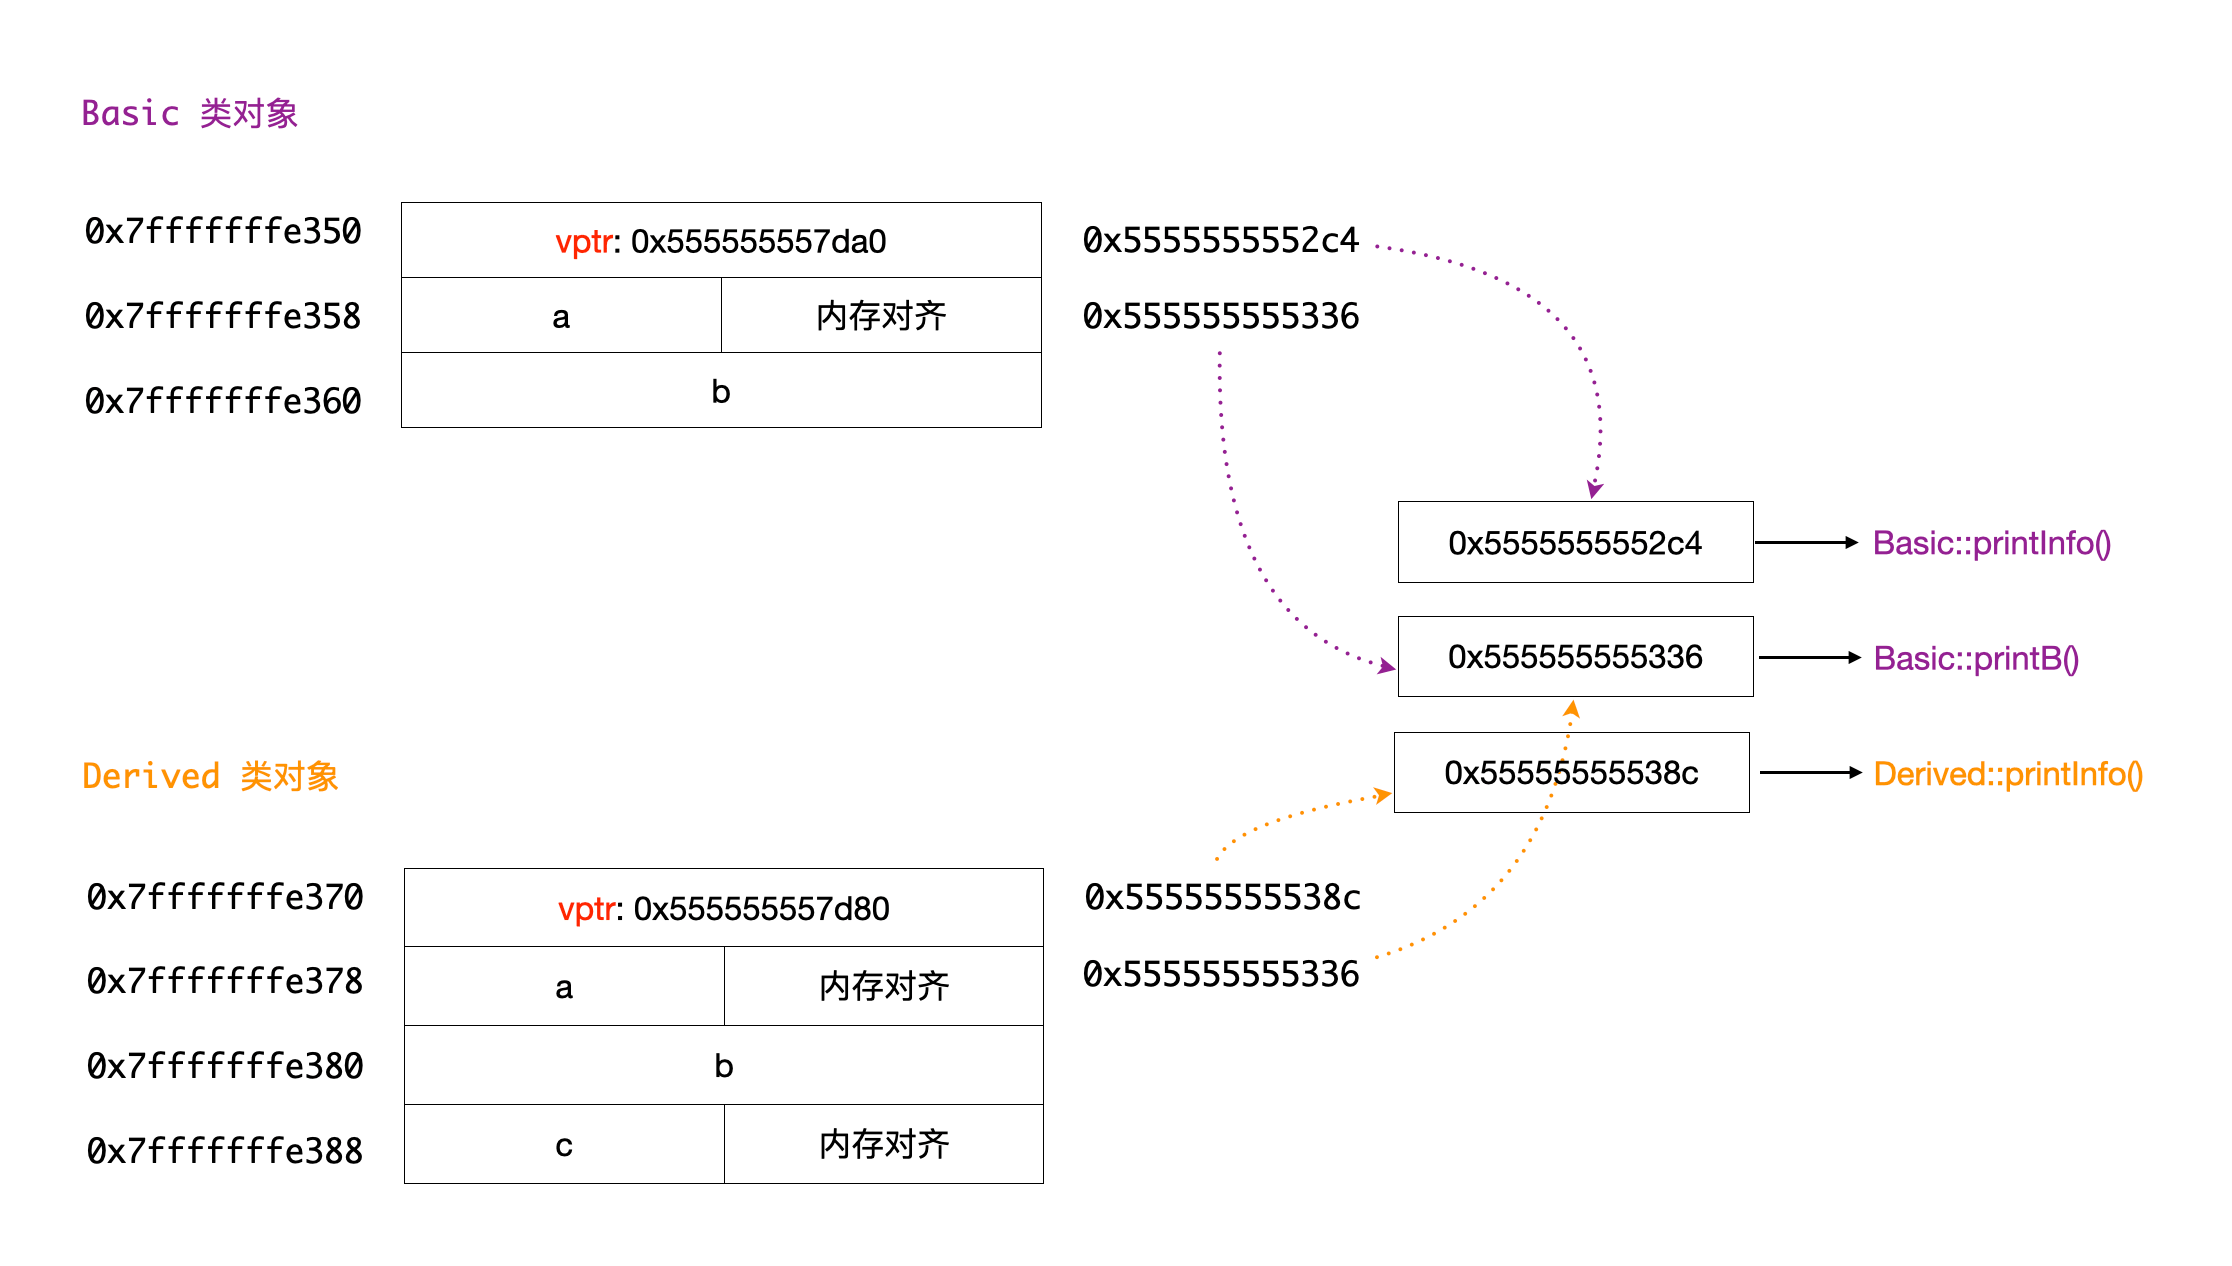 Basic 类对象
0x7fffffffe350
vptr: 0x555555557da0
0x5555555552c4
0x7fffffffe358
a
内存对齐
0x555555555336
0x7fffffffe360
b
0x5555555552c4
Basic::printInfo()
0x555555555336
Basic::printB()
0x55555555538c
Derived::printInfo()
Derived 类对象
0x7fffffffe370
vptr: 0x555555557d80
0x55555555538c
0x7fffffffe378
a
内存对齐
0x555555555336
0x7fffffffe380
b
0x7fffffffe388
c
内存对齐